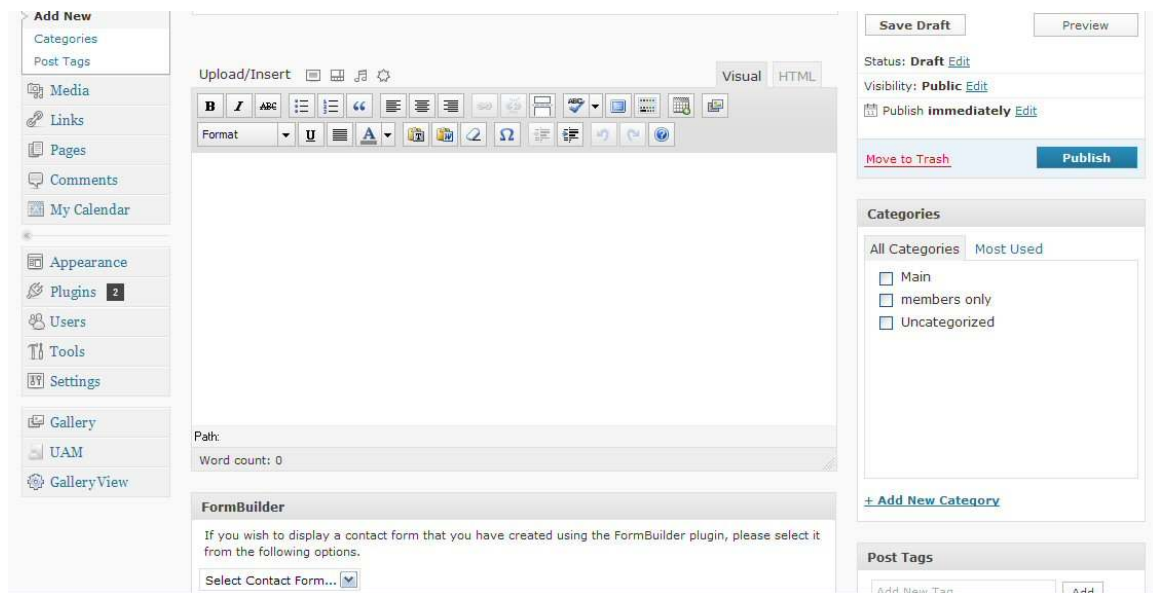 Add New
Categories
Post Tags
Media
Links
Pages
Comments
My Calendar
Appearance
Plugins 2
Users
Tools
Settings
Gallery
UAM
GalleryView
Upload/Insert
Visual HTML
B I ABC
Format U A Ω
Path:
Word count: 0
FormBuilder
If you wish to display a contact form that you have created using the FormBuilder plugin, please select it
from the following options.
Select Contact Form...
Save Draft Preview
Status: Draft Edit
Visibility: Public Edit
Publish immediately Edit
Move to Trash Publish
Categories
All Categories Most Used
Main
members only
Uncategorized
+ Add New Category
Post Tags
Add New Tag Add